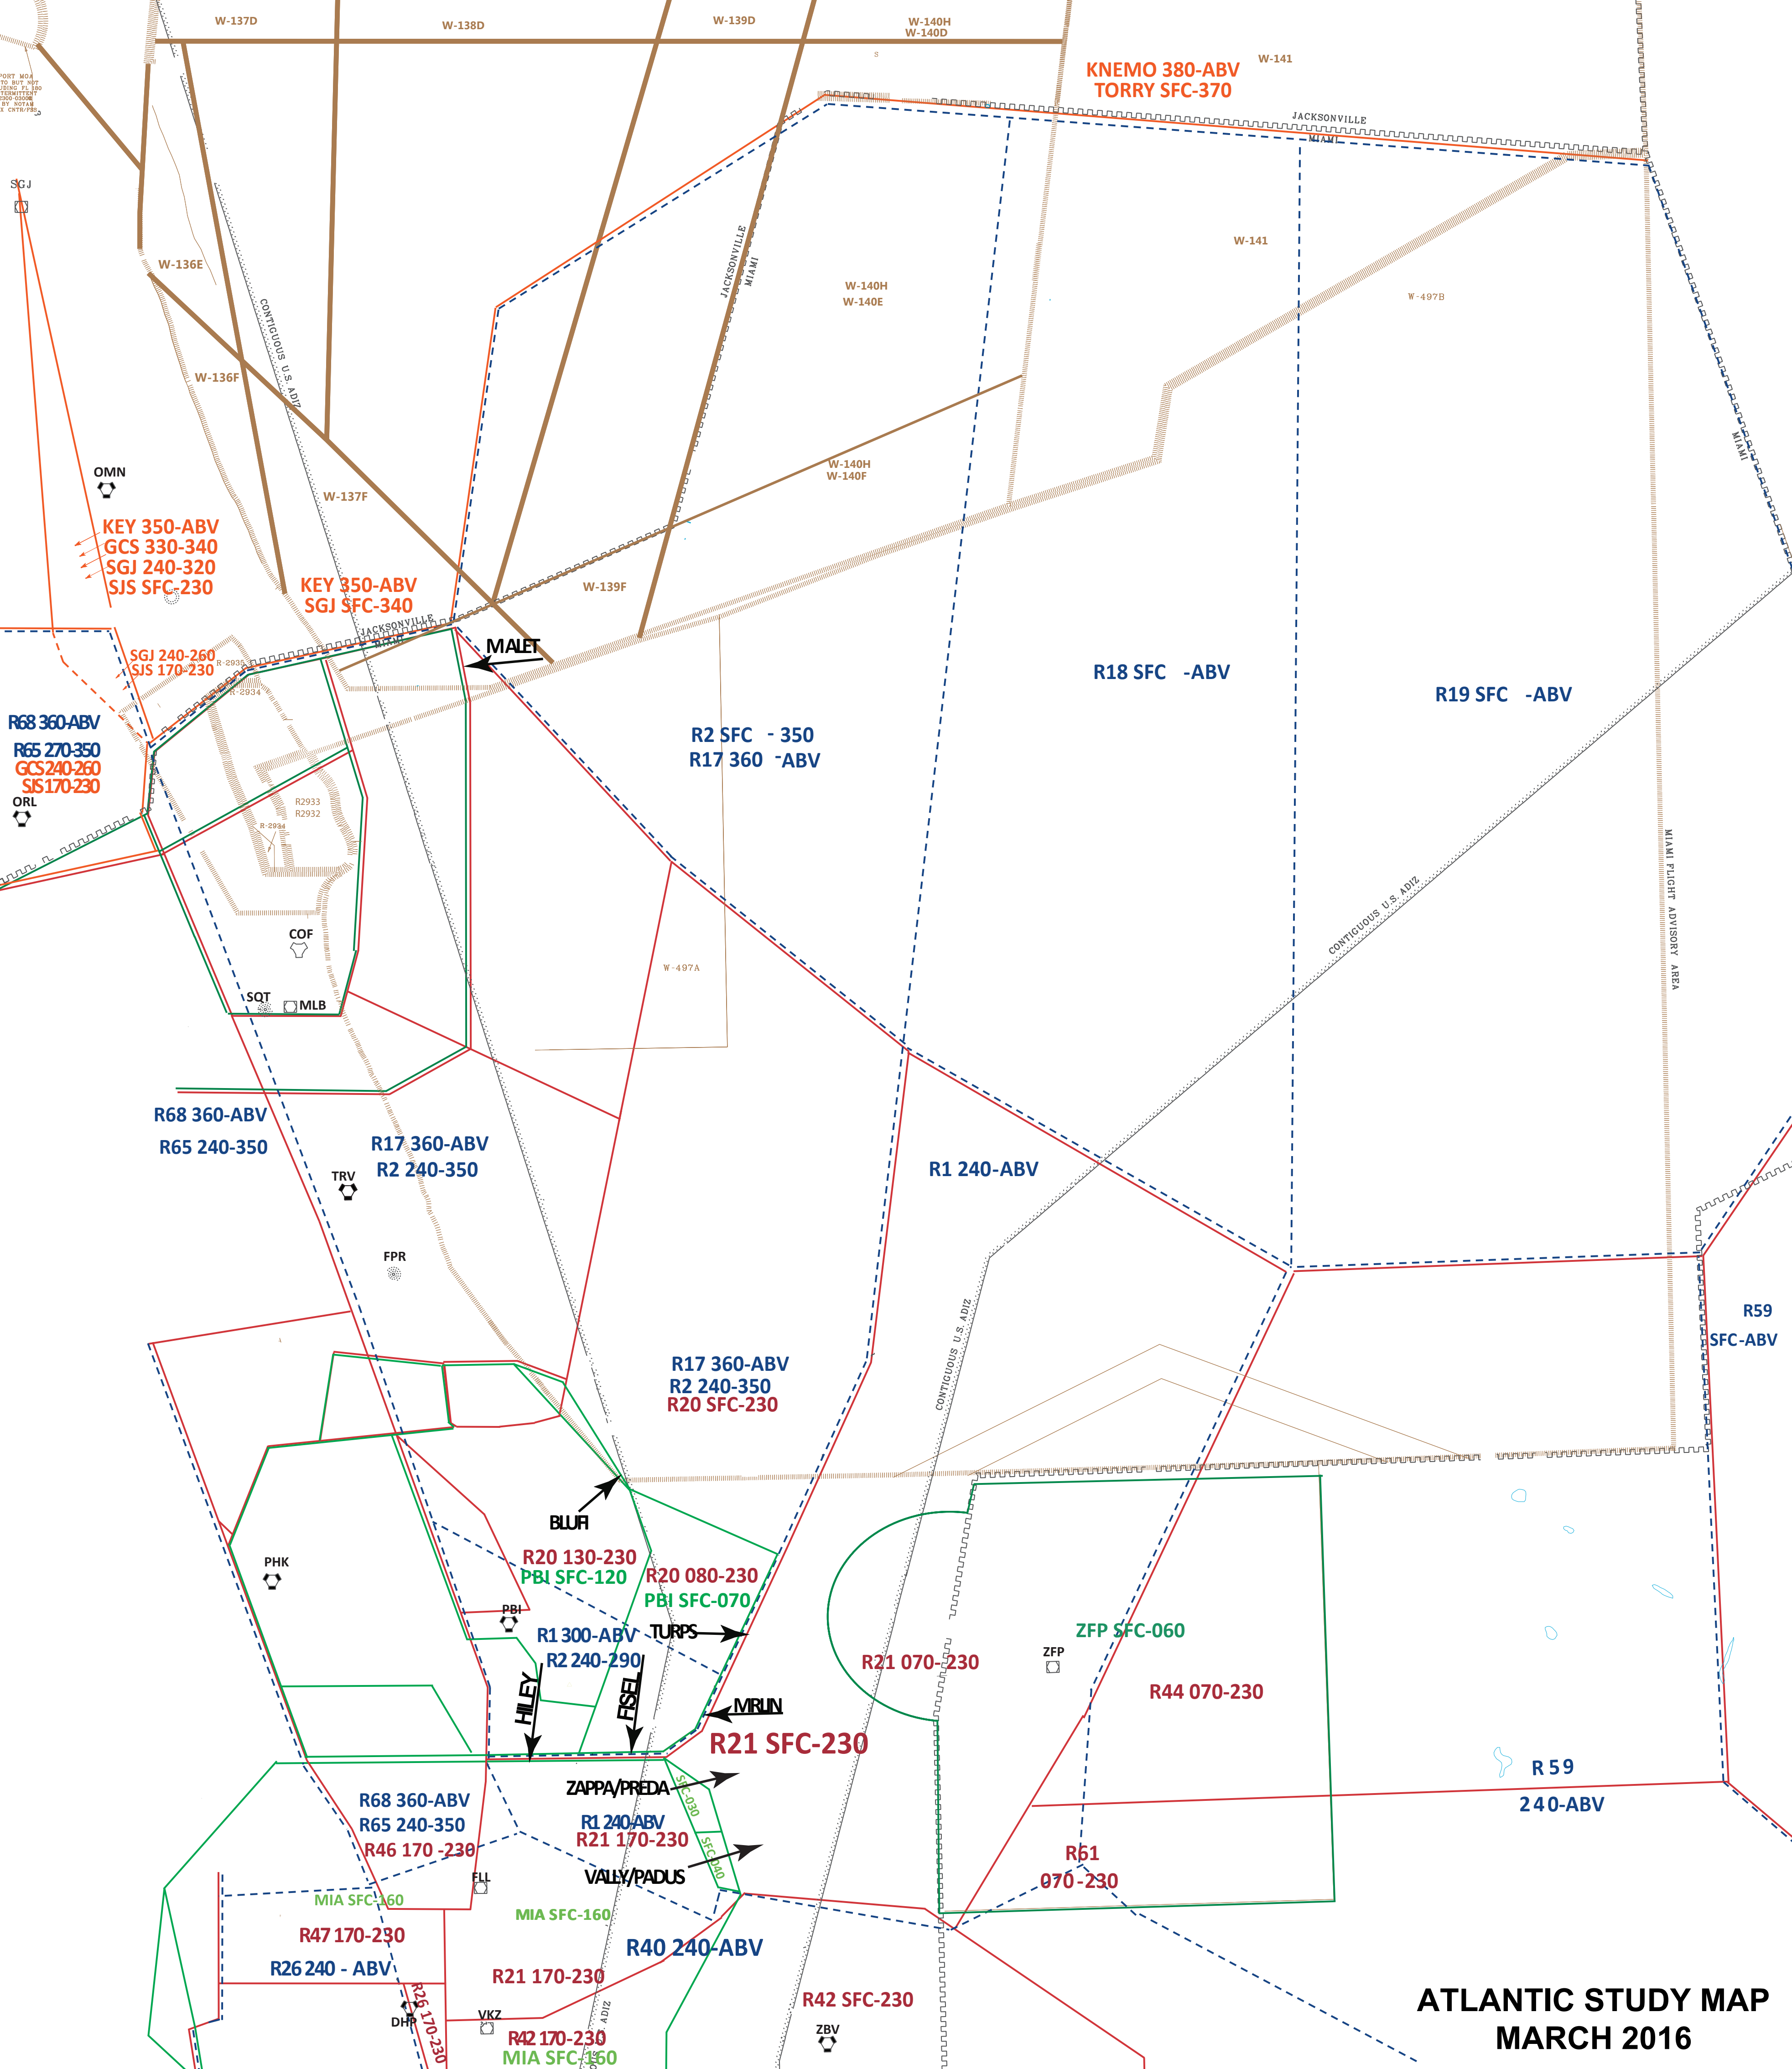 W-137D
W-138D
W-139D
W-140H
W-140D
W-141
S
KNEMO 380-ABV
TORRY SFC-370
JACKSONVILLE
MIAMI
SGJ
W-136E
CONTIGUOUS U.S. ADIZ
JACKSONVILLE
MIAMI
W-140H
W-140E
W-141
W-497B
W-136F
MIAMI
W-137F
W-140H
W-140F
OMN
KEY 350-ABV
GCS 330-340
SGJ 240-320
SJS SFC-230
KEY 350-ABV
SGJ SFC-340
W-139F
JACKSONVILLE
MIAMI
MALET
SGJ 240-260
SJS 170-230
R-2935
R-2934
R18 SFC -ABV
R19 SFC -ABV
R68 360-ABV
R65 270-350
GCS240-260
SJS170-230
R2 SFC - 350
R17 360 -ABV
ORL
R2933
R2932
R-2934
MIAMI FLIGHT ADVISORY AREA
CONTIGUOUS U.S. ADIZ
COF
W-497A
SQT
MLB
R68 360-ABV
R65 240-350
R17 360-ABV
R2 240-350
R1 240-ABV
TRV
FPR
CONTIGUOUS U.S. ADIZ
R59
SFC-ABV
R17 360-ABV
R2 240-350
R20 SFC-230
BLUFI
PHK
R20 130-230
PBI SFC-120
R20 080-230
PBI SFC-070
PBI
R1 300-ABV
R2 240-290
TURPS
ZFP SFC-060
ZFP
R21 070-230
R44 070-230
HILEY
FISEL
MRLIN
R21 SFC-230
ZAPPA/PREDA
SFC-030
R 59
240-ABV
R68 360-ABV
R65 240-350
R46 170 -230
R1 240-ABV
R21 170-230
SFC-040
VALLY/PADUS
R61
070-230
FLL
MIA SFC-160
MIA SFC-160
R47 170-230
R26 240 - ABV
R40 240-ABV
R21 170-230
R26 170-230
DHP
VKZ
R42 170-230
MIA SFC-160
R42 SFC-230
ZBV
ATLANTIC STUDY MAP
MARCH 2016